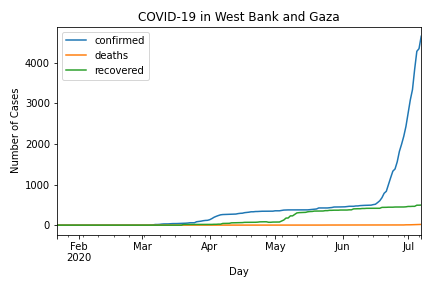 COVID-19 in West Bank and Gaza
confirmed
deaths
recovered
Number of Cases
4000
3000
2000
1000
0
Feb
2020
Mar
Apr
May
Jun
Jul
Day